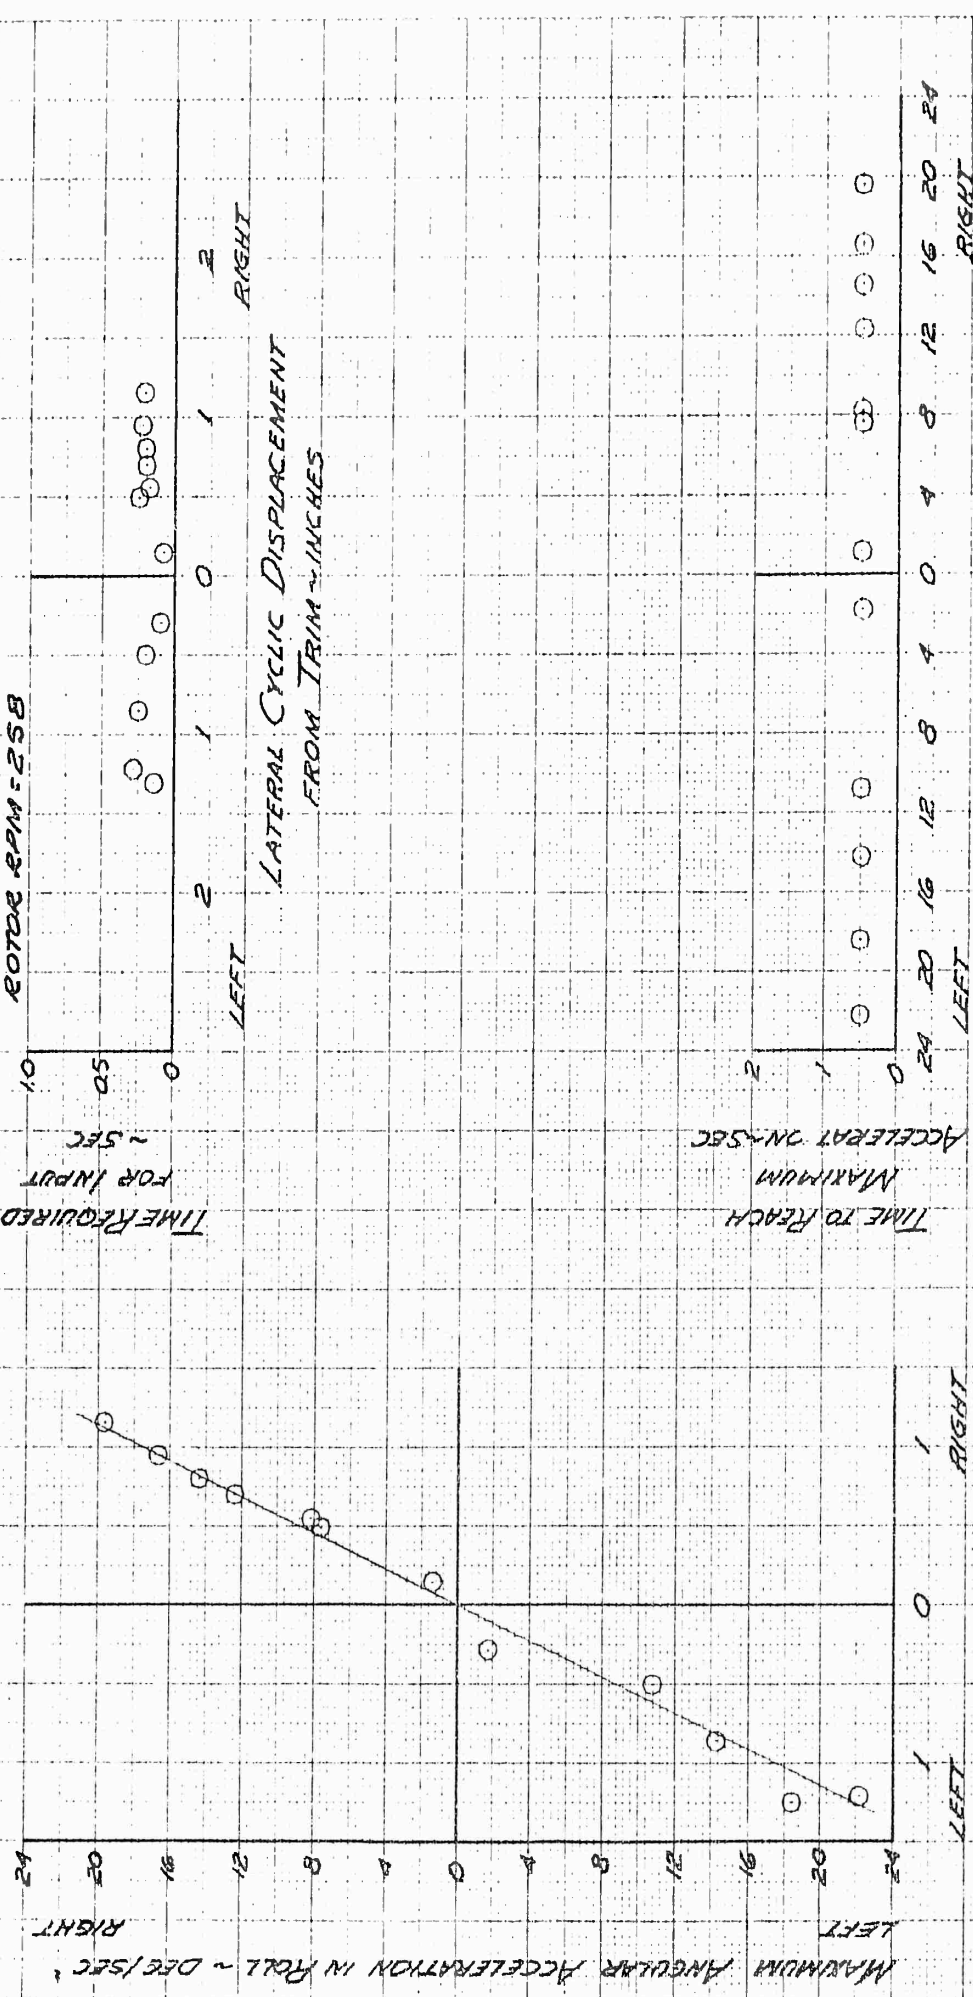 ROTOR RPM = 258
TIME REQUIRED
FOR INPUT
~ SEC
1.0
0.5
0
2 1 0 1 2
LEFT RIGHT
LATERAL CYCLIC DISPLACEMENT
FROM TRIM ~ INCHES
TIME TO REACH
MAXIMUM
ACCELERAT ON ~ SEC
2
1
0
24 20 16 12 8 4 0 4 8 12 16 20 24
LEFT RIGHT
MAXIMUM ANGULAR ACCELERATION IN ROLL ~ DEG/SEC²
LEFT RIGHT
24
20
16
12
8
4
0
4
8
12
16
20
24
1 0 1
LEFT RIGHT